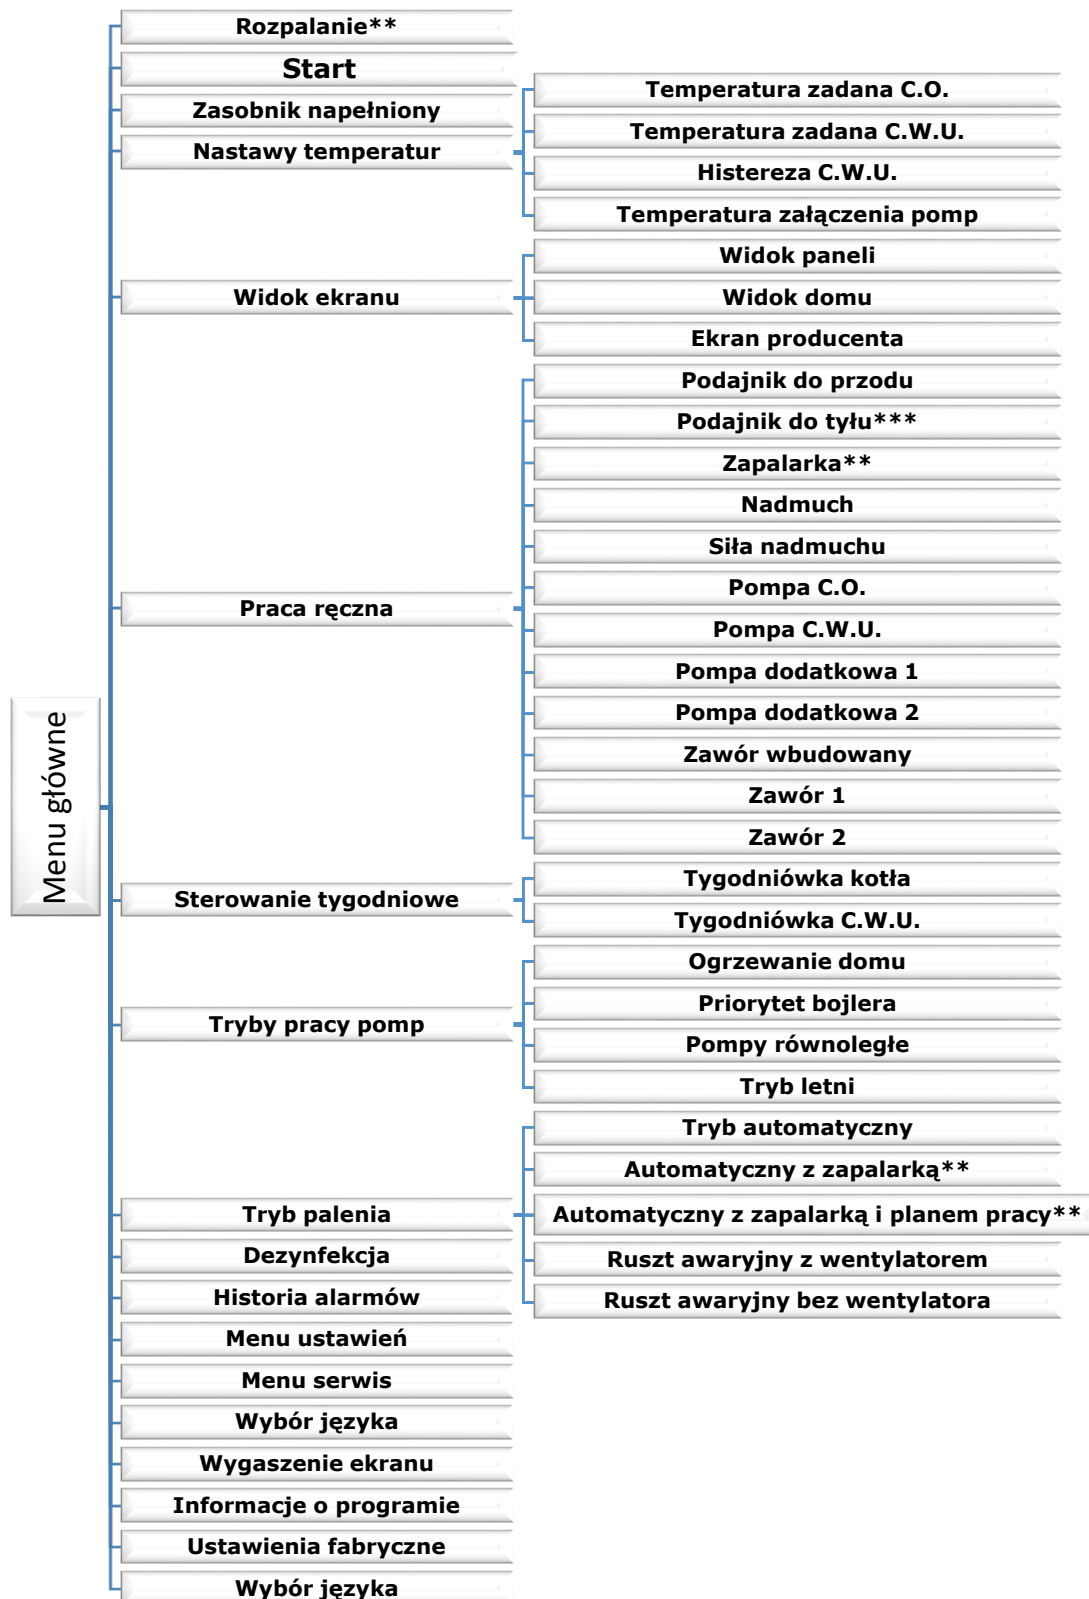 Menu główne
Rozpalanie**
Start
Zasobnik napełniony
Nastawy temperatur
Temperatura zadana C.O.
Temperatura zadana C.W.U.
Histereza C.W.U.
Temperatura załączenia pomp
Widok ekranu
Widok paneli
Widok domu
Ekran producenta
Praca ręczna
Podajnik do przodu
Podajnik do tyłu***
Zapalarka**
Nadmuch
Siła nadmuchu
Pompa C.O.
Pompa C.W.U.
Pompa dodatkowa 1
Pompa dodatkowa 2
Zawór wbudowany
Zawór 1
Zawór 2
Sterowanie tygodniowe
Tygodniówka kotła
Tygodniówka C.W.U.
Tryby pracy pomp
Ogrzewanie domu
Priorytet bojlera
Pompy równoległe
Tryb letni
Tryb palenia
Tryb automatyczny
Automatyczny z zapalarką**
Automatyczny z zapalarką i planem pracy**
Ruszt awaryjny z wentylatorem
Ruszt awaryjny bez wentylatora
Dezynfekcja
Historia alarmów
Menu ustawień
Menu serwis
Wybór języka
Wygaszenie ekranu
Informacje o programie
Ustawienia fabryczne
Wybór języka